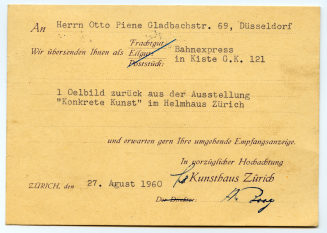 An Herrn Otto Piene Gladbachstr. 69, Düsseldorf
Frachtgut
Wir übersenden Ihnen als Eilgut Bahnexpress
Poststück: in Kiste G.K. 121
1 Oelbild zurück aus der Ausstellung
"Konkrete Kunst" im Helmhaus Zürich
und erwarten gern Ihre umgehende Empfangsanzeige.
In vorzüglicher Hochachtung
Kunsthaus Zürich
ZÜRICH, den 27. Agust 1960 Der Direktor: